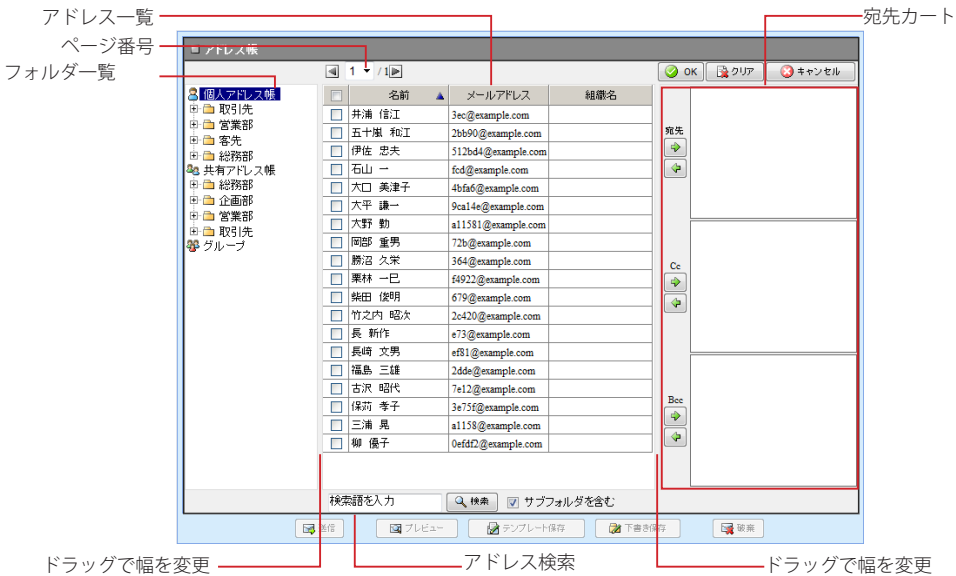 アドレス一覧
宛先カート
ページ番号
フォルダ一覧
アドレス帳
1 / 1
OK クリア キャンセル
個人アドレス帳
取引先
営業部
客先
総務部
共有アドレス帳
総務部
企画部
営業部
取引先
グループ
名前 メールアドレス 組織名
井浦 信江 3ec@example.com
五十嵐 和江 2bb90@example.com
伊佐 忠夫 512bd4@example.com
石山 一 fcd@example.com
大口 美津子 4bfa6@example.com
大平 謙一 9ca14e@example.com
大野 勤 a11581@example.com
岡部 重男 72b@example.com
勝沼 久栄 364@example.com
栗林 一巳 f4922@example.com
柴田 俊明 679@example.com
竹之内 昭次 2c420@example.com
長 新作 e73@example.com
長崎 文男 ef81@example.com
福島 三雄 2dde@example.com
古沢 昭代 7e12@example.com
保苅 孝子 3e75f@example.com
三浦 晃 a1158@example.com
柳 優子 0efdf2@example.com
宛先
Cc
Bcc
検索語を入力 検索 サブフォルダを含む
送信 プレビュー テンプレート保存 下書き保存 破棄
ドラッグで幅を変更
アドレス検索
ドラッグで幅を変更